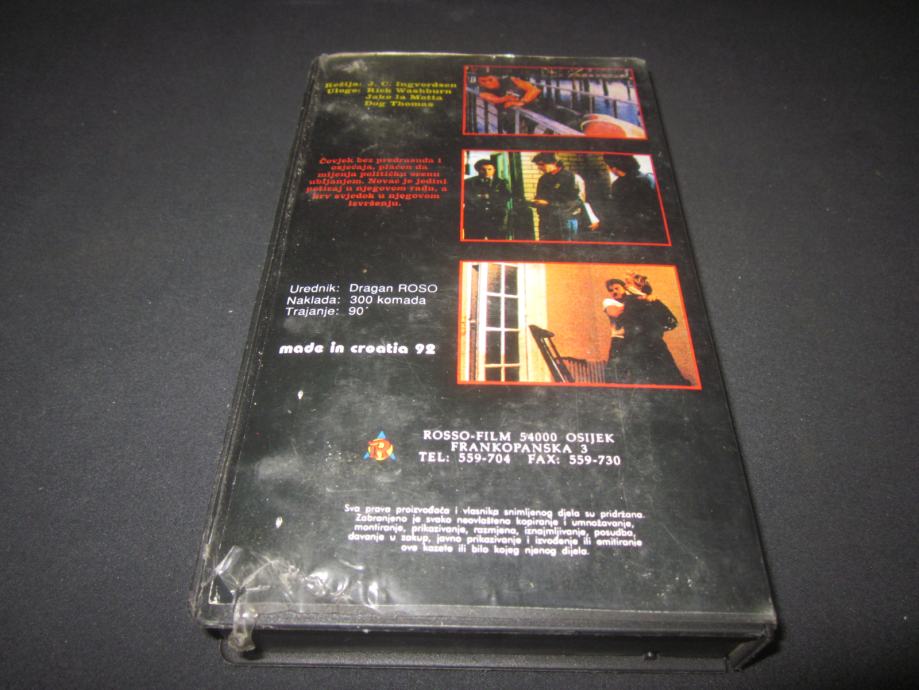 Režija: J. C. Ingvordsen
Uloge: Rick Washburn
Jake la Motta
Dog Thomas
Čovjek bez predrasuda i
osjećaja, plaćen da
mijenja političku scenu
ubijanjem. Novac je jedini
poticaj u njegovom radu, a
krv svjedok u njegovom
izvršenju.
Urednik: Dragan ROSO
Naklada: 300 komada
Trajanje: 90´
made in croatia 92
R
ROSSO-FILM 54000 OSIJEK
FRANKOPANSKA 3
TEL: 559-704 FAX: 559-730
Sva prava proizvođača i vlasnika snimljenog djela su pridržana.
Zabranjeno je svako neovlašteno kopiranje i umnožavanje,
montiranje, prikazivanje, razmjena, iznajmljivanje, posudba,
davanje u zakup, javno prikazivanje i izvođenje ili emitiranje
ove kazete ili bilo kojeg njenog dijela.